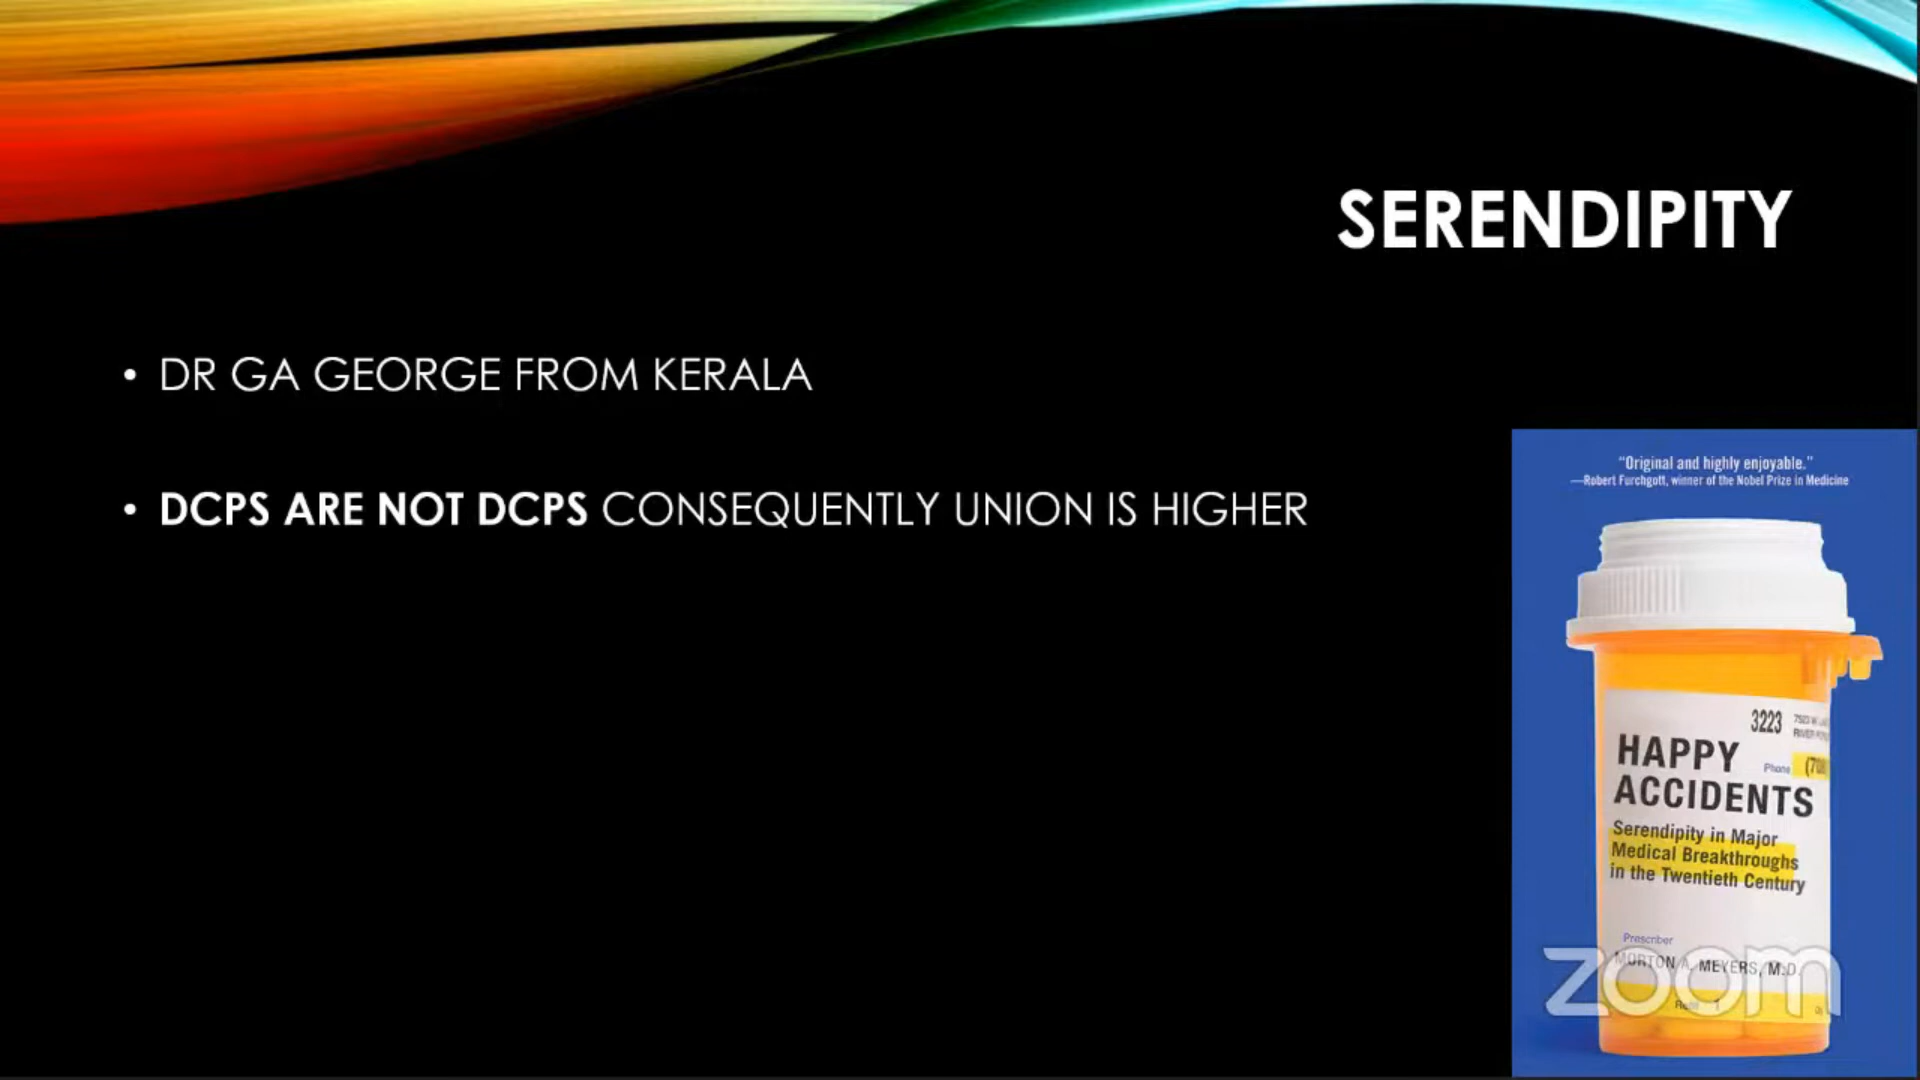 SERENDIPITY
• DR GA GEORGE FROM KERALA
• DCPS ARE NOT DCPS CONSEQUENTLY UNION IS HIGHER
“Original and highly enjoyable.”
—Robert Furchgott, winner of the Nobel Prize in Medicine
3223
HAPPY
Phone
ACCIDENTS
Serendipity in Major
Medical Breakthroughs
in the Twentieth Century
Prescriber
MORTON A. MEYERS, M.D.
zoom